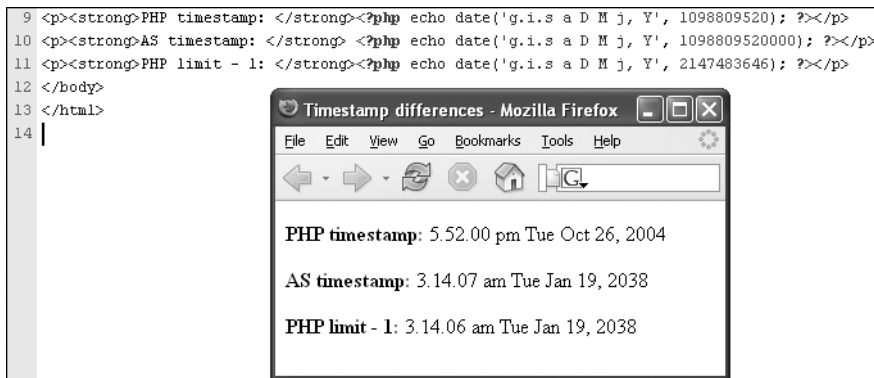 9 <p><strong>PHP timestamp: </strong><?php echo date('g.i.s a D M j, Y', 1098809520); ?></p>
10 <p><strong>AS timestamp: </strong> <?php echo date('g.i.s a D M j, Y', 1098809520000); ?></p>
11 <p><strong>PHP limit - 1: </strong><?php echo date('g.i.s a D M j, Y', 2147483646); ?></p>
12 </body>
13 </html>
14
Timestamp differences - Mozilla Firefox
File Edit View Go Bookmarks Tools Help
G
PHP timestamp: 5.52.00 pm Tue Oct 26, 2004
AS timestamp: 3.14.07 am Tue Jan 19, 2038
PHP limit - 1: 3.14.06 am Tue Jan 19, 2038